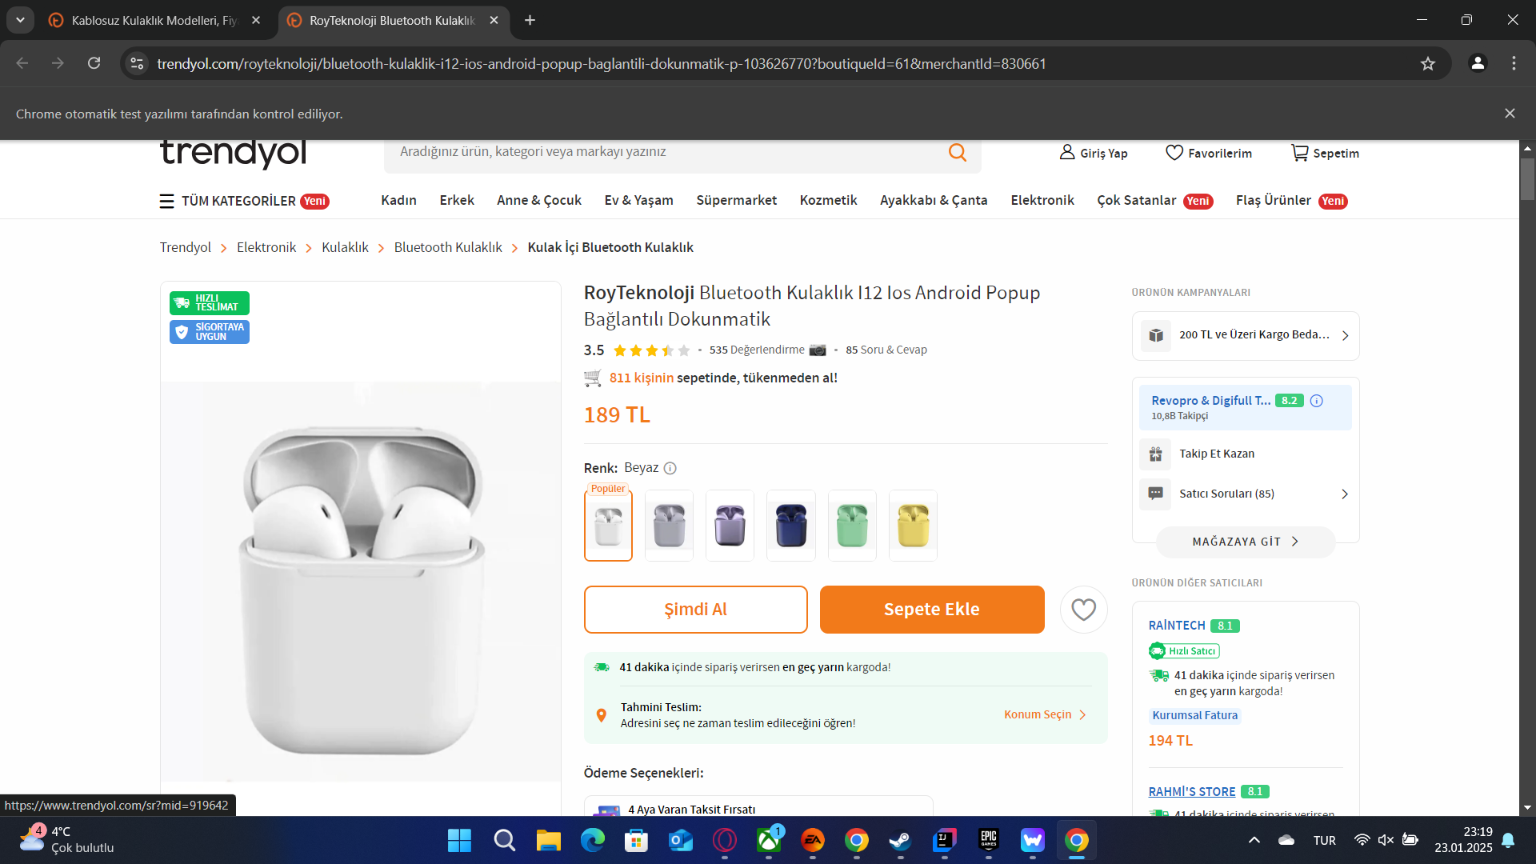 Kablosuz Kulaklık Modelleri, Fiy
RoyTeknoloji Bluetooth Kulaklık
trendyol.com/royteknoloji/bluetooth-kulaklik-i12-ios-android-popup-baglantili-dokunmatik-p-103626770?boutiqueId=61&merchantId=830661
Chrome otomatik test yazılımı tarafından kontrol ediliyor.
trendyol
Aradığınız ürün, kategori veya markayı yazınız
Giriş Yap
Favorilerim
Sepetim
TÜM KATEGORİLER Yeni
Kadın
Erkek
Anne & Çocuk
Ev & Yaşam
Süpermarket
Kozmetik
Ayakkabı & Çanta
Elektronik
Çok Satanlar Yeni
Flaş Ürünler Yeni
Trendyol > Elektronik > Kulaklık > Bluetooth Kulaklık > Kulak İçi Bluetooth Kulaklık
HIZLI
TESLİMAT
SİGORTAYA
UYGUN
RoyTeknoloji Bluetooth Kulaklık I12 Ios Android Popup
Bağlantılı Dokunmatik
3.5 - 535 Değerlendirme - 85 Soru & Cevap
811 kişinin sepetinde, tükenmeden al!
189 TL
Renk: Beyaz
Popüler
Şimdi Al
Sepete Ekle
41 dakika içinde sipariş verirsen en geç yarın kargoda!
Tahmini Teslim:
Adresini seç ne zaman teslim edileceğini öğren!
Konum Seçin
Ödeme Seçenekleri:
4 Aya Varan Taksit Fırsatı
ÜRÜNÜN KAMPANYALARI
200 TL ve Üzeri Kargo Beda...
Revopro & Digifull T... 8.2
10,8B Takipçi
Takip Et Kazan
Satıcı Soruları (85)
MAĞAZAYA GİT
ÜRÜNÜN DİĞER SATICILARI
RAİNTECH 8.1
Hızlı Satıcı
41 dakika içinde sipariş verirsen
en geç yarın kargoda!
Kurumsal Fatura
194 TL
RAHMİ'S STORE 8.1
41 dakika içinde sipariş verirsen
https://www.trendyol.com/sr?mid=919642
4
4°C
Çok bulutlu
1
EA
IJ
EPIC
GAMES
TUR
23:19
23.01.2025